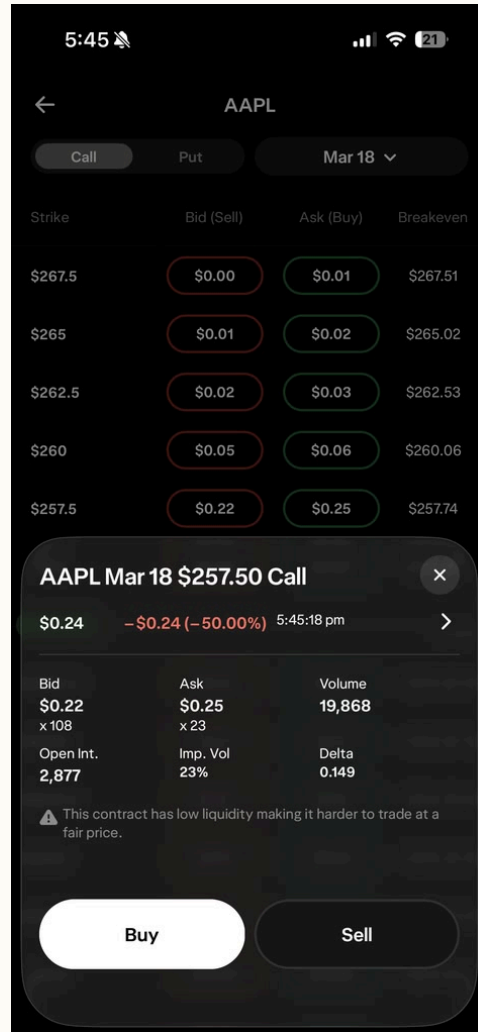 5:45
21
AAPL
Call Put Mar 18
Strike Bid (Sell) Ask (Buy) Breakeven
$267.5 $0.00 $0.01 $267.51
$265 $0.01 $0.02 $265.02
$262.5 $0.02 $0.03 $262.53
$260 $0.05 $0.06 $260.06
$257.5 $0.22 $0.25 $257.74
AAPL Mar 18 $257.50 Call
$0.24 −$0.24 (−50.00%) 5:45:18 pm
Bid Ask Volume
$0.22 $0.25 19,868
x 108 x 23
Open Int. Imp. Vol Delta
2,877 23% 0.149
This contract has low liquidity making it harder to trade at a
fair price.
Buy Sell